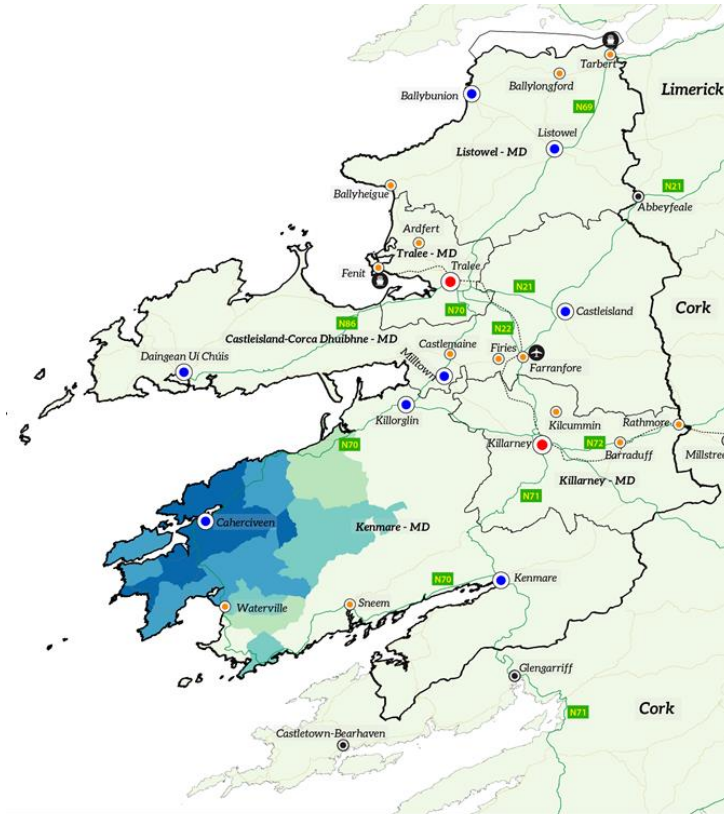 Tarbert
Ballylongford
Limerick
Ballybunion
N69
Listowel
Listowel - MD
N21
Ballyheigue
Abbeyfeale
Ardfert
Tralee - MD
Fenit
Tralee
Cork
N21
N70
Castleisland
N86
N22
Castleisland-Corca Dhuibhne - MD
Castlemaine
Firies
Daingean Uí Chúis
Milltown
Farranfore
Killorglin
Kilcummin
Rathmore
N70
Killarney
N72
Barraduff
Millstree
Killarney - MD
N71
Caherciveen
Kenmare - MD
N70
Kenmare
Waterville
Sneem
Glengarriff
N71
Cork
Castletown-Bearhaven